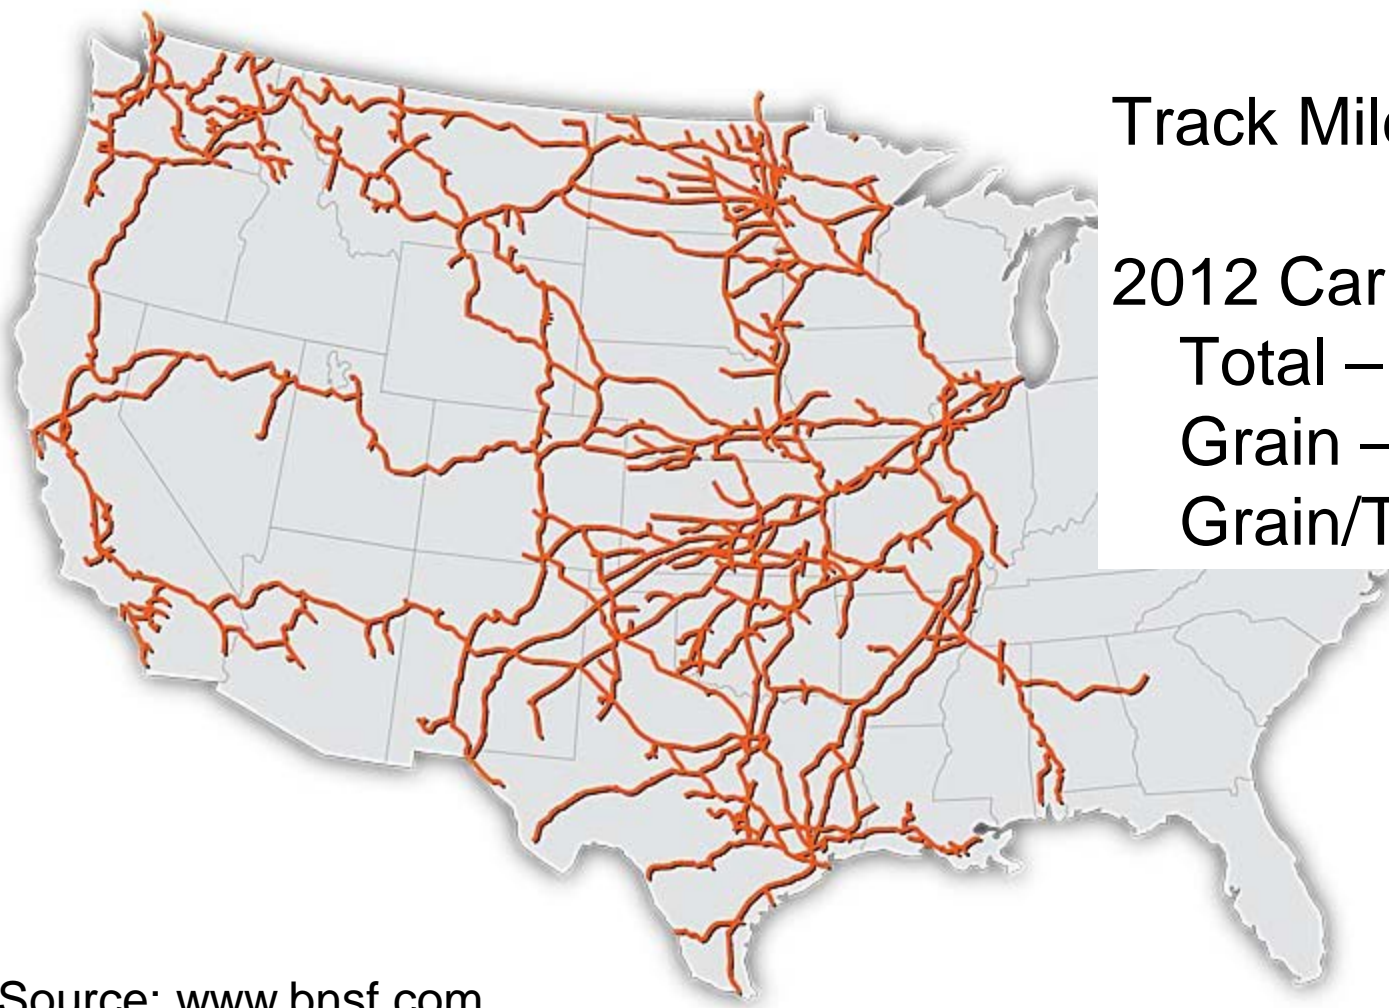 Track Mil
2012 Car
Total –
Grain –
Grain/T
Source: www.bnsf.com